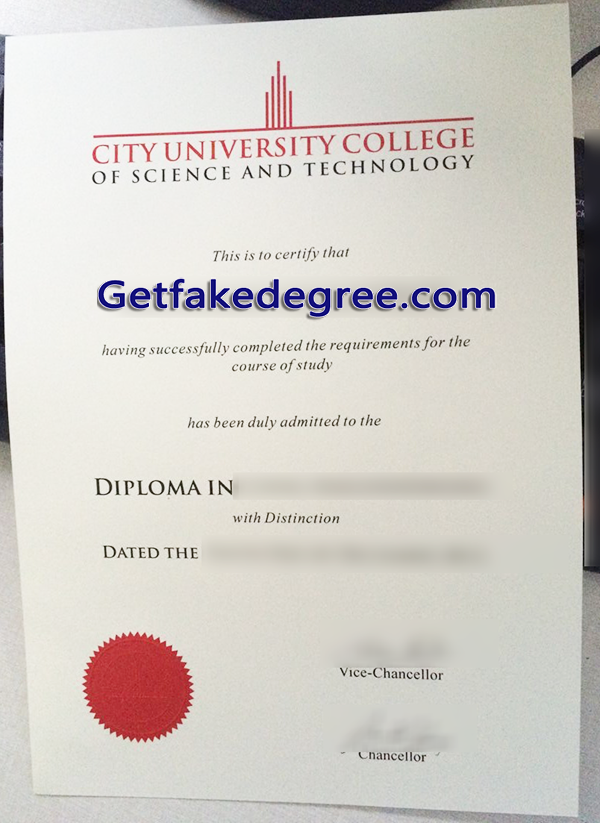 CITY UNIVERSITY COLLEGE
OF SCIENCE AND TECHNOLOGY
This is to certify that
Getfakedegree.com
having successfully completed the requirements for the
course of study
has been duly admitted to the
DIPLOMA IN
with Distinction
DATED THE
Vice-Chancellor
Chancellor